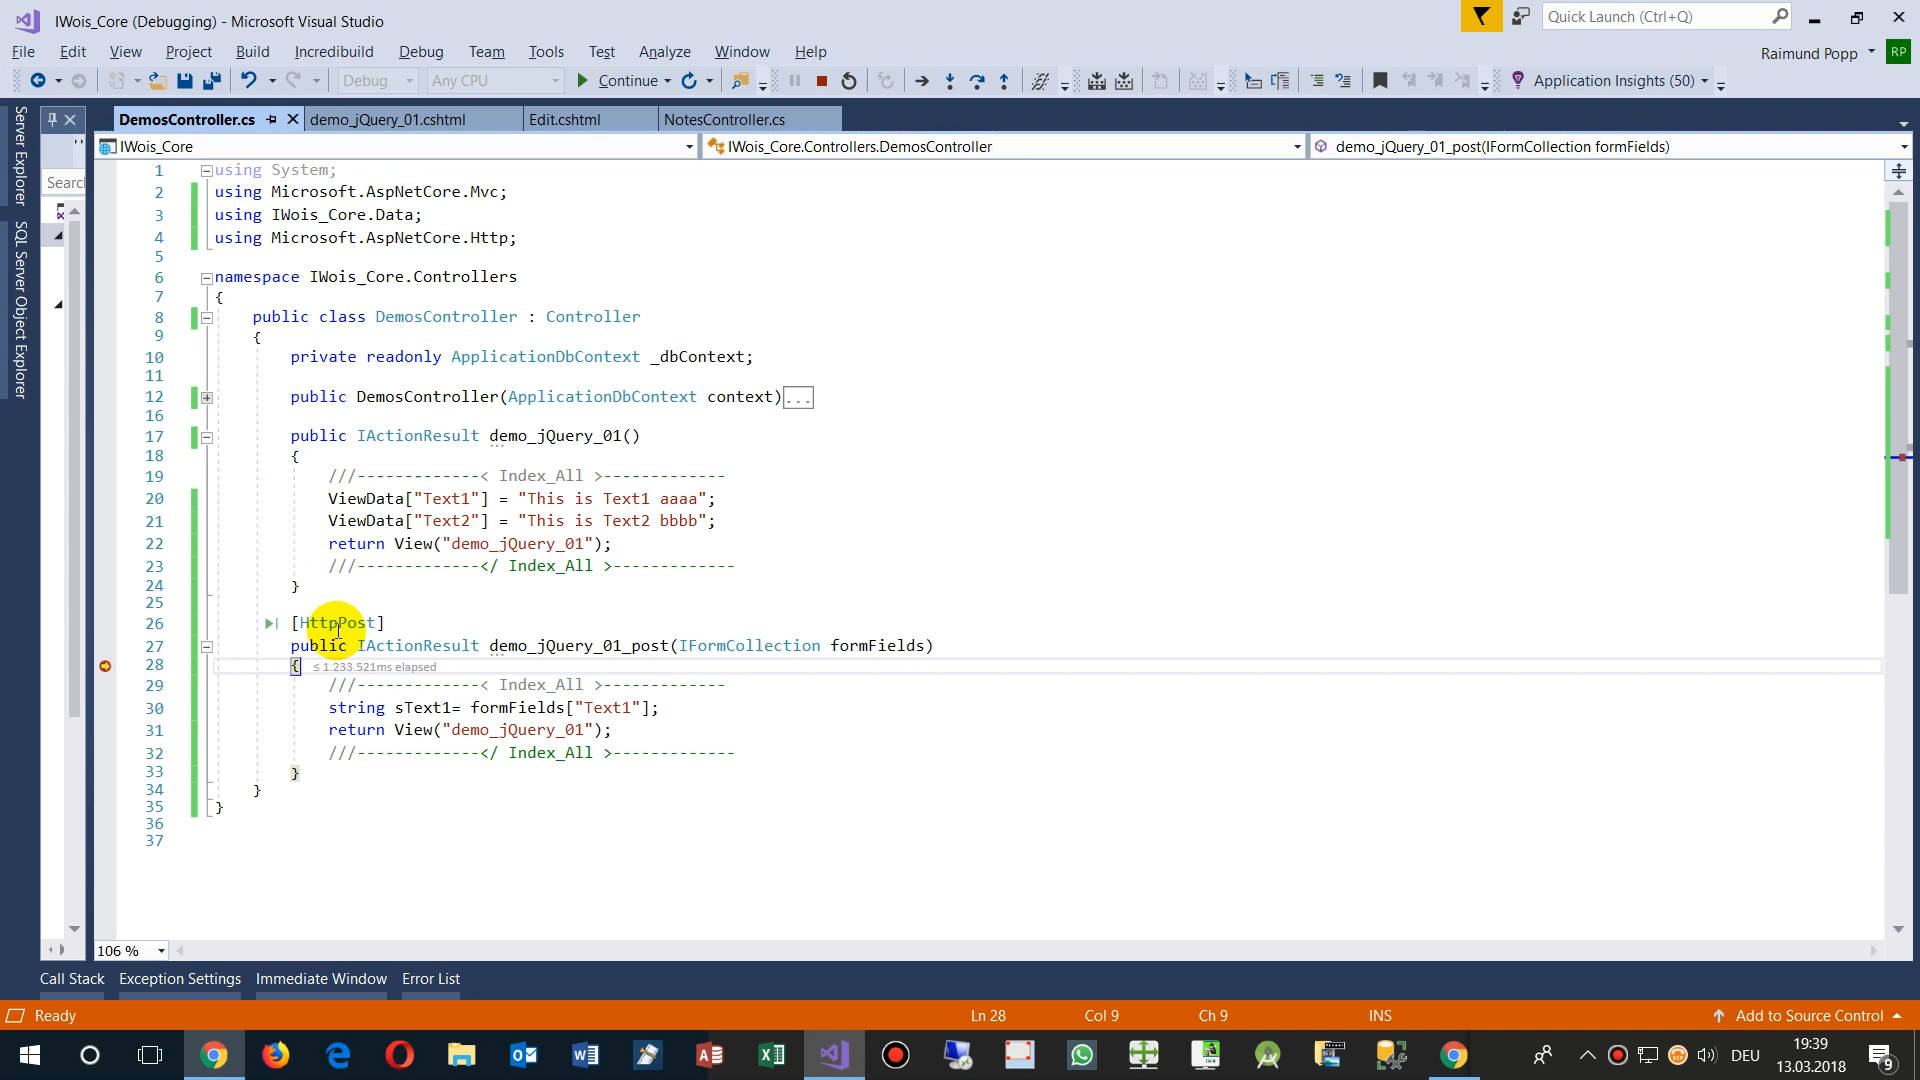 IWois_Core (Debugging) - Microsoft Visual Studio
Quick Launch (Ctrl+Q)
File Edit View Project Build Incredibuild Debug Team Tools Test Analyze Window Help
Raimund Popp RP
Debug Any CPU Continue Application Insights (50)
DemosController.cs demo_jQuery_01.cshtml Edit.cshtml NotesController.cs
IWois_Core IWois_Core.Controllers.DemosController demo_jQuery_01_post(IFormCollection formFields)
Server Explorer
SQL Server Object Explorer
Search
1 using System;
2 using Microsoft.AspNetCore.Mvc;
3 using IWois_Core.Data;
4 using Microsoft.AspNetCore.Http;
5
6 namespace IWois_Core.Controllers
7 {
8 public class DemosController : Controller
9 {
10 private readonly ApplicationDbContext _dbContext;
11
12 public DemosController(ApplicationDbContext context)...
16
17 public IActionResult demo_jQuery_01()
18 {
19 ///-------------< Index_All >-------------
20 ViewData["Text1"] = "This is Text1 aaaa";
21 ViewData["Text2"] = "This is Text2 bbbb";
22 return View("demo_jQuery_01");
23 ///-------------</ Index_All >-------------
24 }
25
26 [HttpPost]
27 public IActionResult demo_jQuery_01_post(IFormCollection formFields)
28 { ≤ 1.233.521ms elapsed
29 ///-------------< Index_All >-------------
30 string sText1= formFields["Text1"];
31 return View("demo_jQuery_01");
32 ///-------------</ Index_All >-------------
33 }
34 }
35 }
36
37
106 %
Call Stack Exception Settings Immediate Window Error List
Ready Ln 28 Col 9 Ch 9 INS Add to Source Control
DEU 19:39
13.03.2018 9